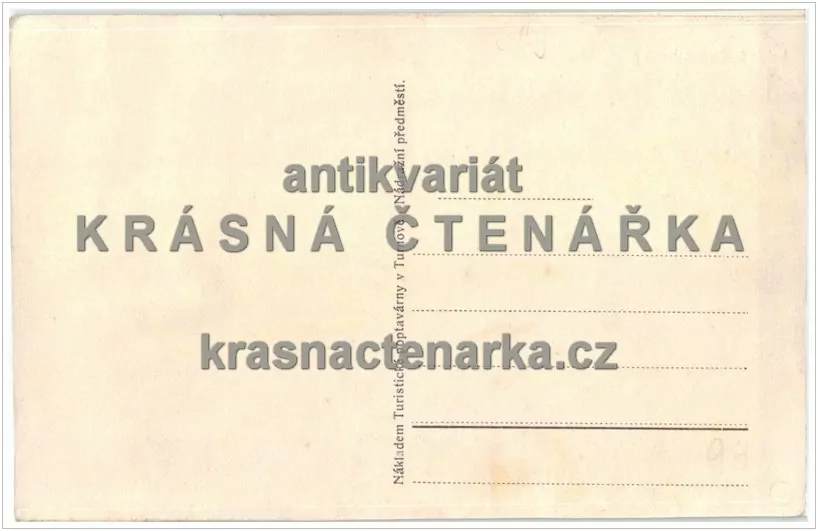 antikvariát
KRÁSNÁ ČTENÁŘKA
krasnactenarka.cz
Nákladem Turistické poptavárny v Turnově, Nádražní předměstí.